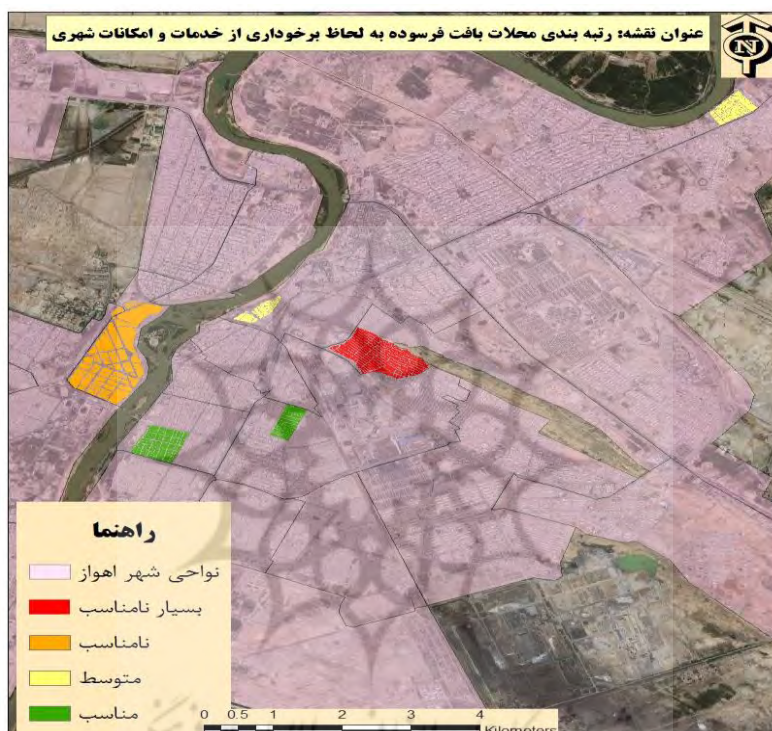 عنوان نقشه: رتبه بندی محلات بافت فرسوده به لحاظ برخوداری از خدمات و امکانات شهری
N
راهنما
نواحی شهر اهواز
بسیار نامناسب
نامناسب
متوسط
مناسب
0 0.5 1 2 3 4
Kilometers